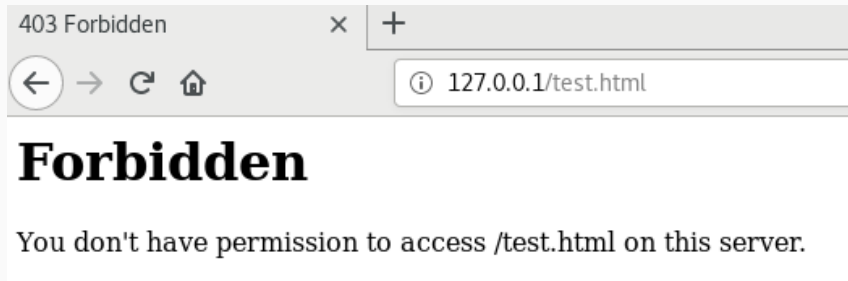 403 Forbidden
127.0.0.1/test.html
Forbidden
You don't have permission to access /test.html on this server.